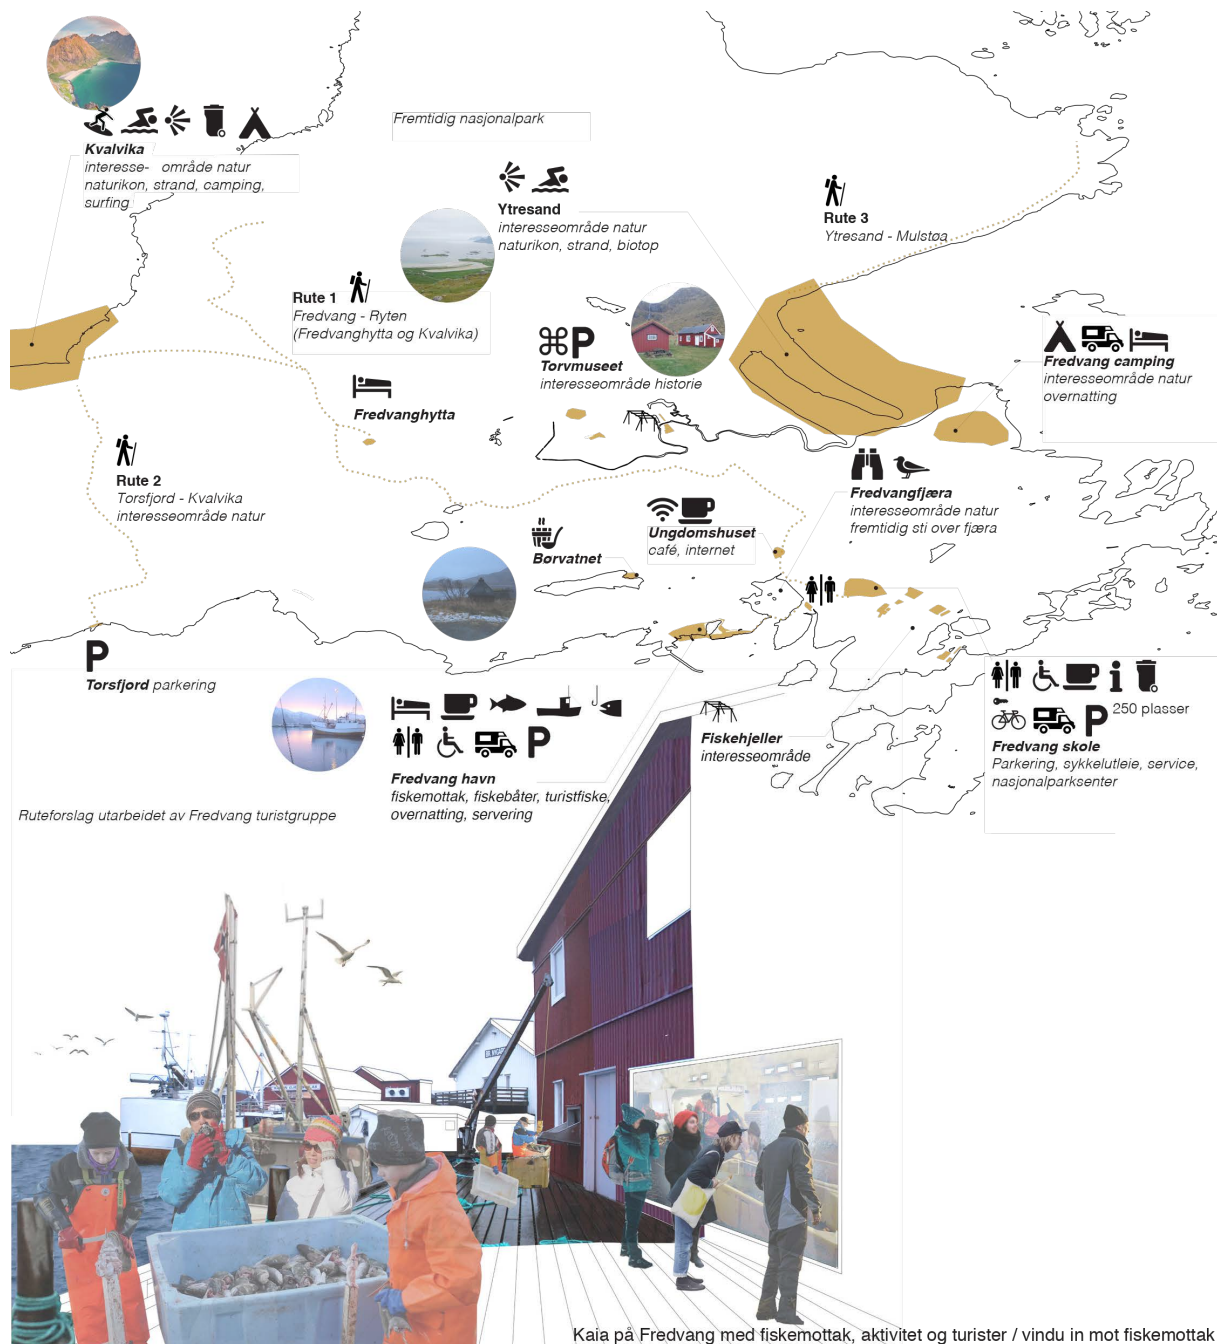 Fremtidig nasjonalpark
Kvalvika
interesse- område natur
naturikon, strand, camping,
surfing
Ytresand
interesseområde natur
naturikon, strand, biotop
Rute 3
Ytresand - Mulstøa
Rute 1
Fredvang - Ryten
(Fredvanghytta og Kvalvika)
P
Torvmuseet
interesseområde historie
Fredvang camping
interesseområde natur
overnatting
Fredvanghytta
Rute 2
Torsfjord - Kvalvika
interesseområde natur
Fredvangfjæra
interesseområde natur
fremtidig sti over fjæra
Ungdomshuset
café, internet
Børvatnet
P
Torsfjord parkering
P
Fredvang havn
fiskemottak, fiskebåter, turistfiske,
overnatting, servering
Fiskehjeller
interesseområde
P 250 plasser
Fredvang skole
Parkering, sykkelutleie, service,
nasjonalparksenter
Ruteforslag utarbeidet av Fredvang turistgruppe
Kaia på Fredvang med fiskemottak, aktivitet og turister / vindu in mot fiskemottak